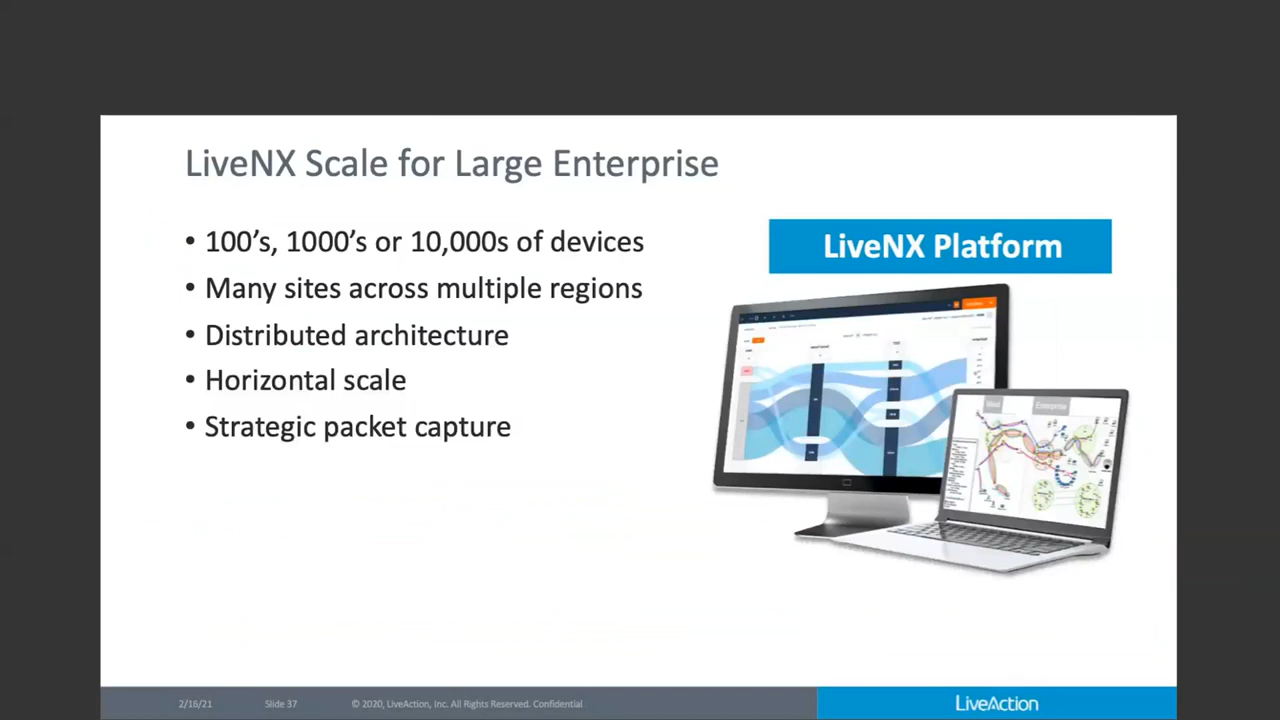 LiveNX Scale for Large Enterprise
• 100’s, 1000’s or 10,000s of devices
• Many sites across multiple regions
• Distributed architecture
• Horizontal scale
• Strategic packet capture
LiveNX Platform
Enterprise
2/16/21
Slide 37
© 2020, LiveAction, Inc. All Rights Reserved. Confidential
LiveAction